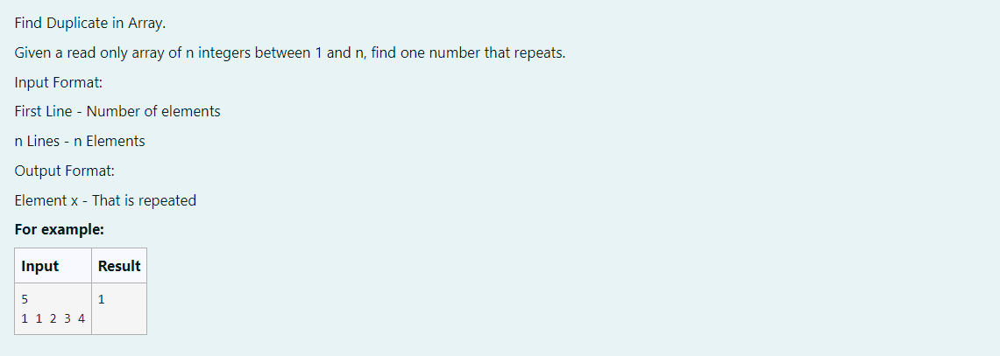 Find Duplicate in Array.
Given a read only array of n integers between 1 and n, find one number that repeats.
Input Format:
First Line - Number of elements
n Lines - n Elements
Output Format:
Element x - That is repeated
For example:
Input Result
5 1
1 1 2 3 4